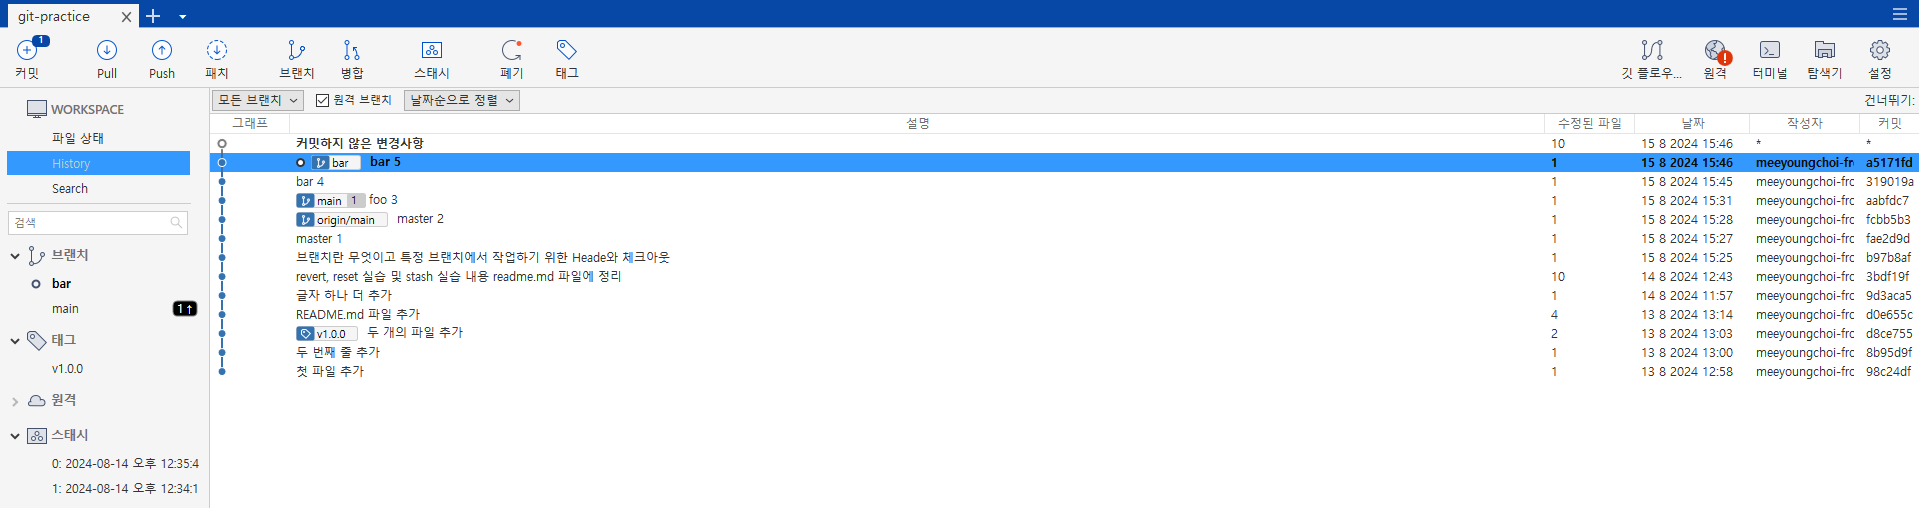 git-practice
1
커밋 Pull Push 패치 브랜치 병합 스태시 폐기 태그 깃 플로우... 원격 터미널 탐색기 설정
WORKSPACE
파일 상태
History
Search
검색
브랜치
bar
main 1↑
태그
v1.0.0
원격
스태시
0: 2024-08-14 오후 12:35:4
1: 2024-08-14 오후 12:34:1
모든 브랜치 원격 브랜치 날짜순으로 정렬 건너뛰기:
그래프 설명 수정된 파일 날짜 작성자 커밋
커밋하지 않은 변경사항 10 15 8 2024 15:46 * *
bar bar 5 1 15 8 2024 15:46 meeyoungchoi-fro a5171fd
bar 4 1 15 8 2024 15:45 meeyoungchoi-frc 319019a
main 1 foo 3 1 15 8 2024 15:31 meeyoungchoi-frc aabfdc7
origin/main master 2 1 15 8 2024 15:28 meeyoungchoi-frc fcbb5b3
master 1 1 15 8 2024 15:27 meeyoungchoi-frc fae2d9d
브랜치란 무엇이고 특정 브랜치에서 작업하기 위한 Heade와 체크아웃 1 15 8 2024 15:25 meeyoungchoi-frc b97b8af
revert, reset 실습 및 stash 실습 내용 readme.md 파일에 정리 10 14 8 2024 12:43 meeyoungchoi-frc 3bdf19f
글자 하나 더 추가 1 14 8 2024 11:57 meeyoungchoi-frc 9d3aca5
README.md 파일 추가 4 13 8 2024 13:14 meeyoungchoi-frc d0e655c
v1.0.0 두 개의 파일 추가 2 13 8 2024 13:03 meeyoungchoi-frc d8ce755
두 번째 줄 추가 1 13 8 2024 13:00 meeyoungchoi-frc 8b95d9f
첫 파일 추가 1 13 8 2024 12:58 meeyoungchoi-frc 98c24df